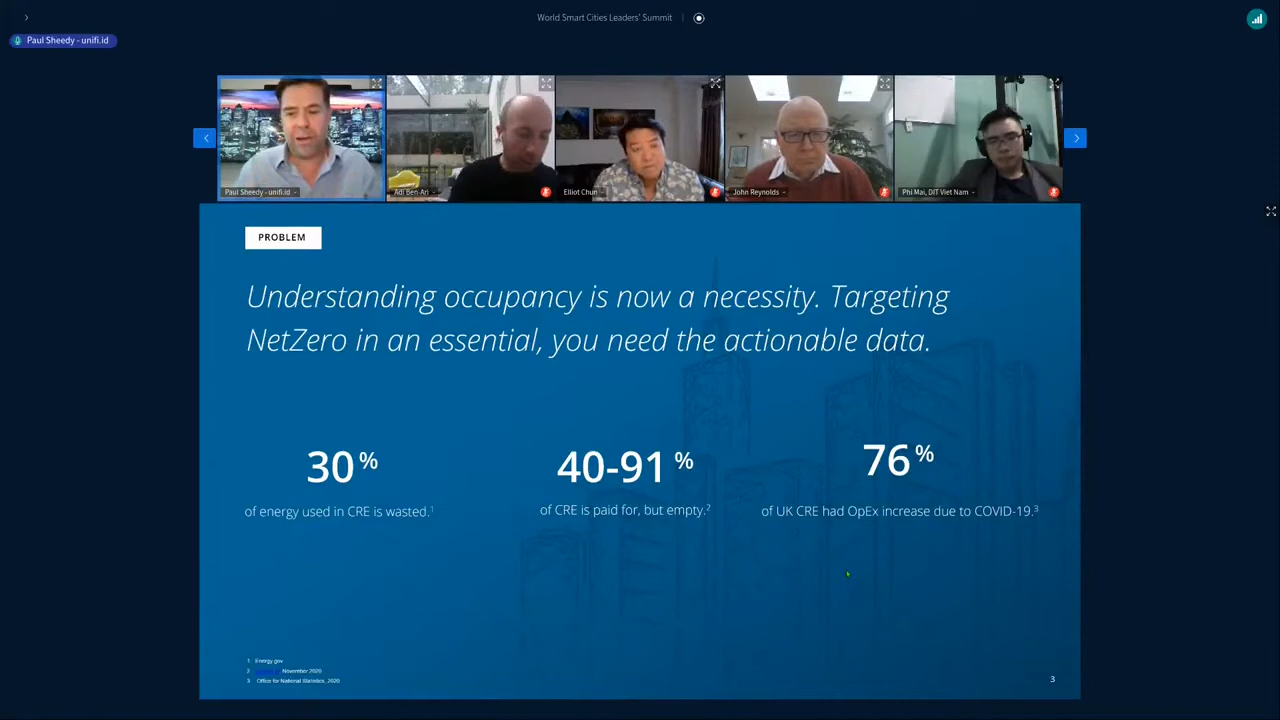 World Smart Cities Leaders' Summit
Paul Sheedy - unifi.id
Paul Sheedy - unifi.id
Adi Ben-Ari
Elliot Chun
John Reynolds
Phi Mai, DIT Viet Nam
PROBLEM
Understanding occupancy is now a necessity. Targeting
NetZero in an essential, you need the actionable data.
30%
of energy used in CRE is wasted.1
40-91 %
of CRE is paid for, but empty.2
76%
of UK CRE had OpEx increase due to COVID-19.3
1 Energy gov
2 November 2020
3 Office for National Statistics, 2020
3